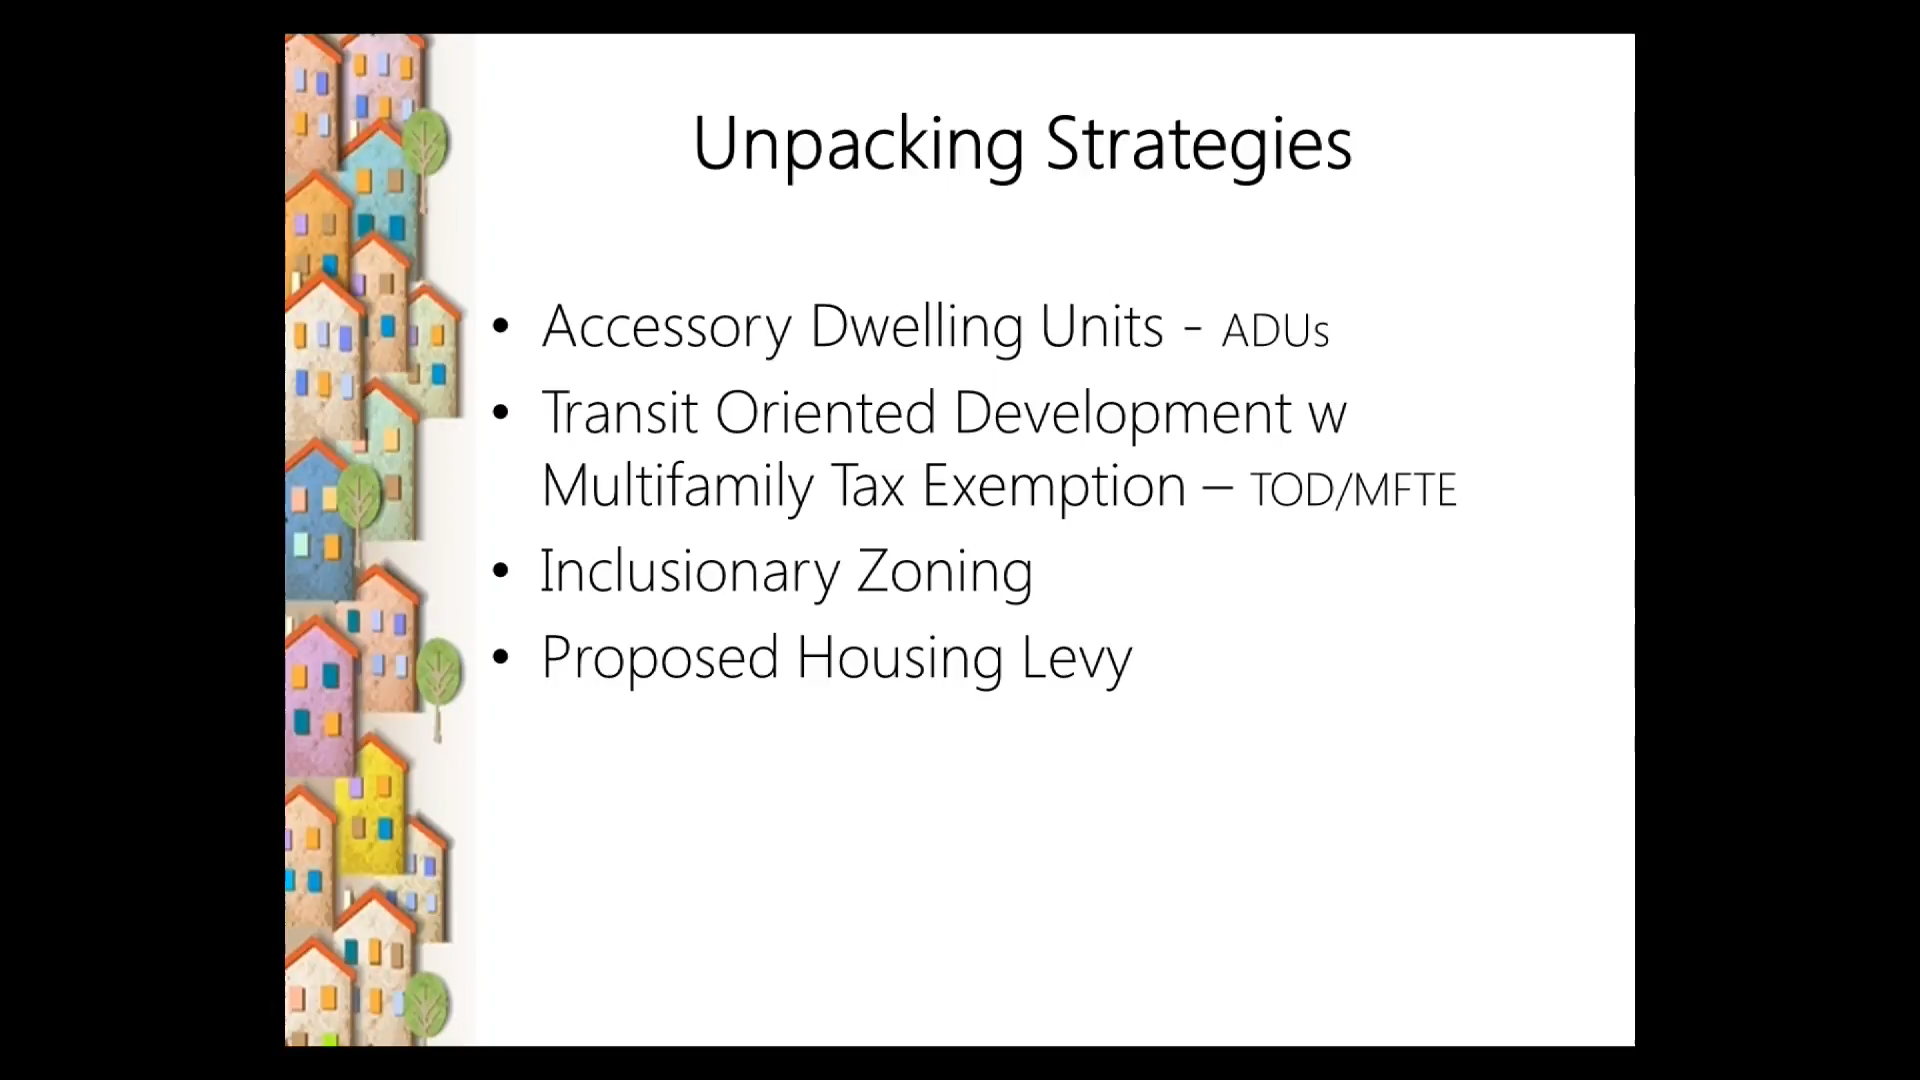 Unpacking Strategies
• Accessory Dwelling Units - ADUs
• Transit Oriented Development w
Multifamily Tax Exemption – TOD/MFTE
• Inclusionary Zoning
• Proposed Housing Levy